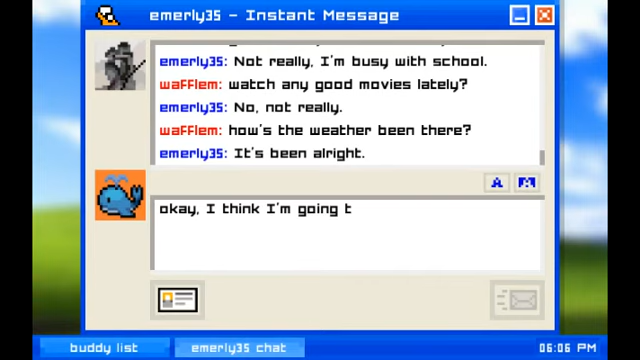 emerly35 - Instant Message
emerly35: Not really, I'm busy with school.
wafflem: watch any good movies lately?
emerly35: No, not really.
wafflem: how's the weather been there?
emerly35: It's been alright.
A A
okay, I think I'm going t
buddy list emerly35 chat 06:06 PM